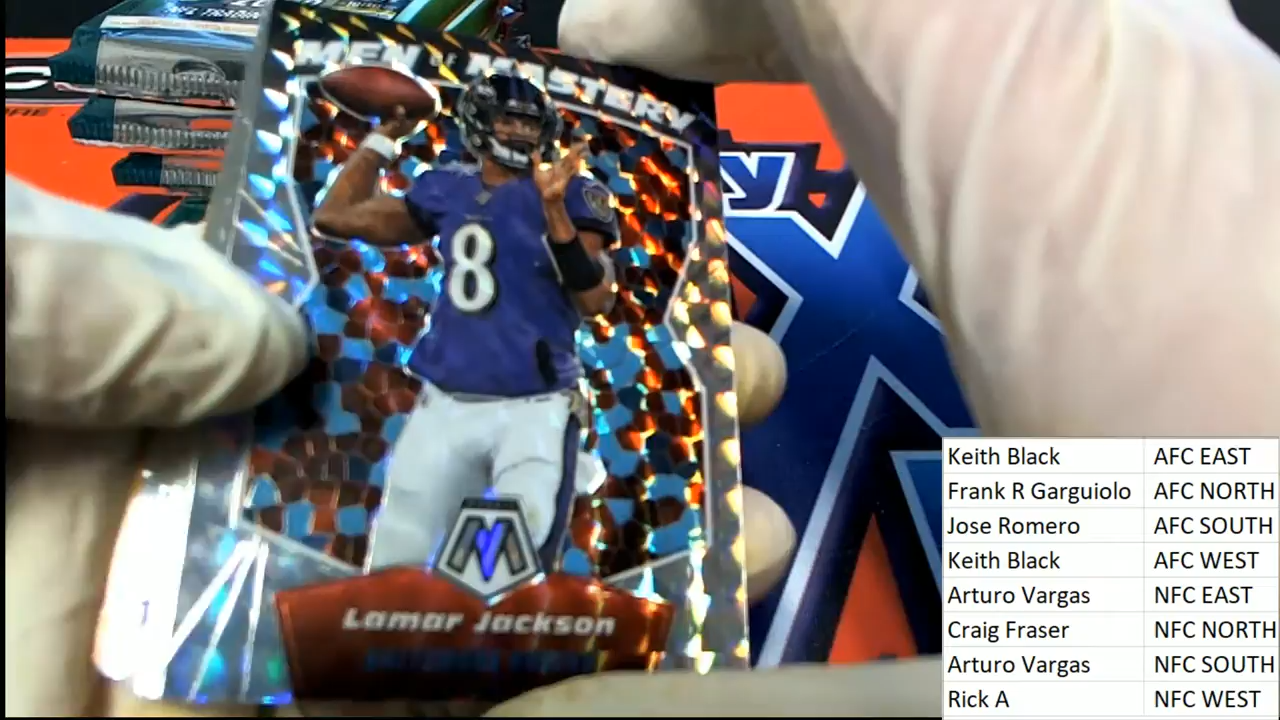 MEN OF MASTERY
8
Lamar Jackson
Keith Black AFC EAST
Frank R Garguiolo AFC NORTH
Jose Romero AFC SOUTH
Keith Black AFC WEST
Arturo Vargas NFC EAST
Craig Fraser NFC NORTH
Arturo Vargas NFC SOUTH
Rick A NFC WEST